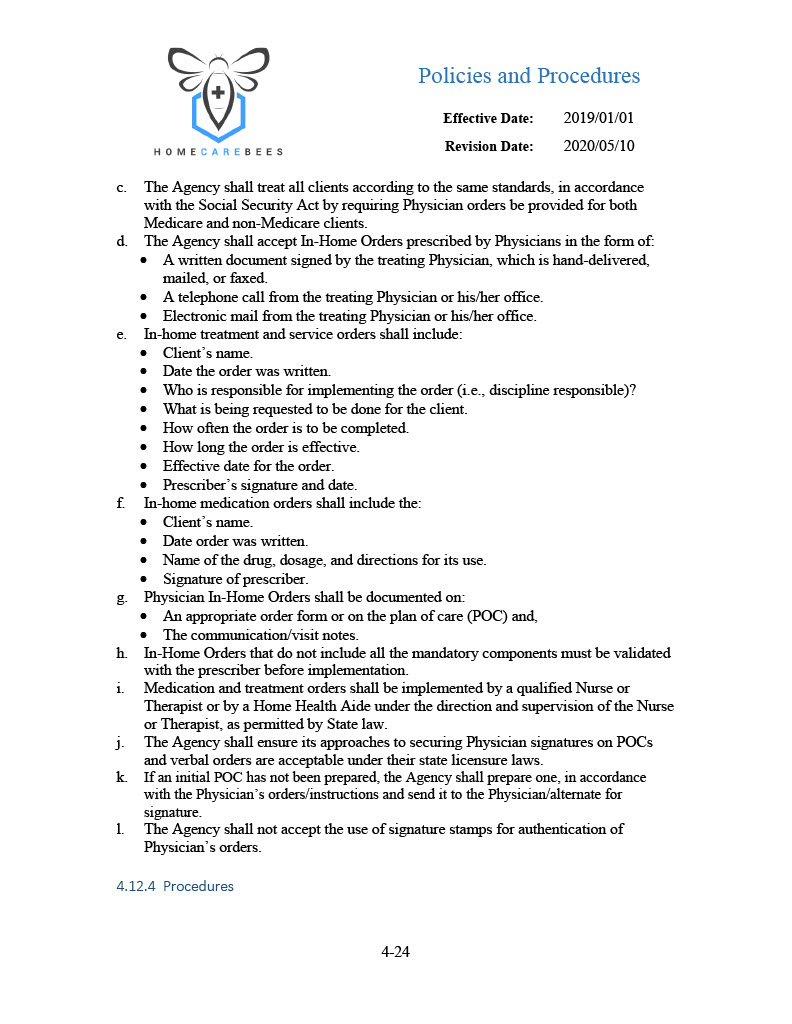 Policies and Procedures
Effective Date: 2019/01/01
Revision Date: 2020/05/10
HOMECAREBEES
c. The Agency shall treat all clients according to the same standards, in accordance
with the Social Security Act by requiring Physician orders be provided for both
Medicare and non-Medicare clients.
d. The Agency shall accept In-Home Orders prescribed by Physicians in the form of:
• A written document signed by the treating Physician, which is hand-delivered,
mailed, or faxed.
• A telephone call from the treating Physician or his/her office.
• Electronic mail from the treating Physician or his/her office.
e. In-home treatment and service orders shall include:
• Client’s name.
• Date the order was written.
• Who is responsible for implementing the order (i.e., discipline responsible)?
• What is being requested to be done for the client.
• How often the order is to be completed.
• How long the order is effective.
• Effective date for the order.
• Prescriber’s signature and date.
f. In-home medication orders shall include the:
• Client’s name.
• Date order was written.
• Name of the drug, dosage, and directions for its use.
• Signature of prescriber.
g. Physician In-Home Orders shall be documented on:
• An appropriate order form or on the plan of care (POC) and,
• The communication/visit notes.
h. In-Home Orders that do not include all the mandatory components must be validated
with the prescriber before implementation.
i. Medication and treatment orders shall be implemented by a qualified Nurse or
Therapist or by a Home Health Aide under the direction and supervision of the Nurse
or Therapist, as permitted by State law.
j. The Agency shall ensure its approaches to securing Physician signatures on POCs
and verbal orders are acceptable under their state licensure laws.
k. If an initial POC has not been prepared, the Agency shall prepare one, in accordance
with the Physician’s orders/instructions and send it to the Physician/alternate for
signature.
l. The Agency shall not accept the use of signature stamps for authentication of
Physician’s orders.
4.12.4 Procedures
4-24